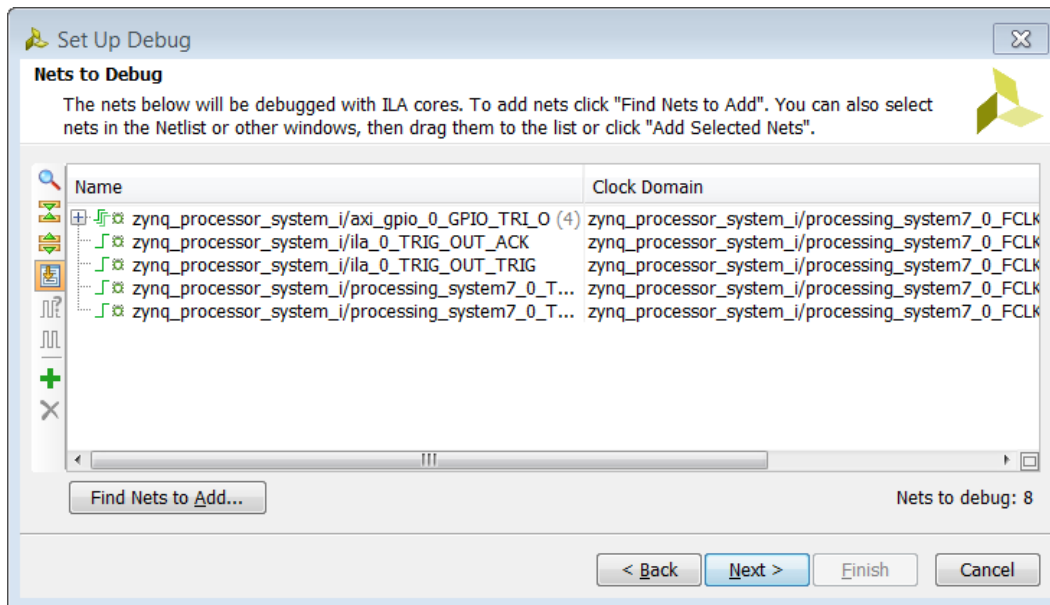 Set Up Debug
Nets to Debug
The nets below will be debugged with ILA cores. To add nets click "Find Nets to Add". You can also select
nets in the Netlist or other windows, then drag them to the list or click "Add Selected Nets".
Name Clock Domain
zynq_processor_system_i/axi_gpio_0_GPIO_TRI_O (4) zynq_processor_system_i/processing_system7_0_FCLK
zynq_processor_system_i/ila_0_TRIG_OUT_ACK zynq_processor_system_i/processing_system7_0_FCLK
zynq_processor_system_i/ila_0_TRIG_OUT_TRIG zynq_processor_system_i/processing_system7_0_FCLK
zynq_processor_system_i/processing_system7_0_T... zynq_processor_system_i/processing_system7_0_FCLK
zynq_processor_system_i/processing_system7_0_T... zynq_processor_system_i/processing_system7_0_FCLK
Find Nets to Add... Nets to debug: 8
< Back Next > Finish Cancel